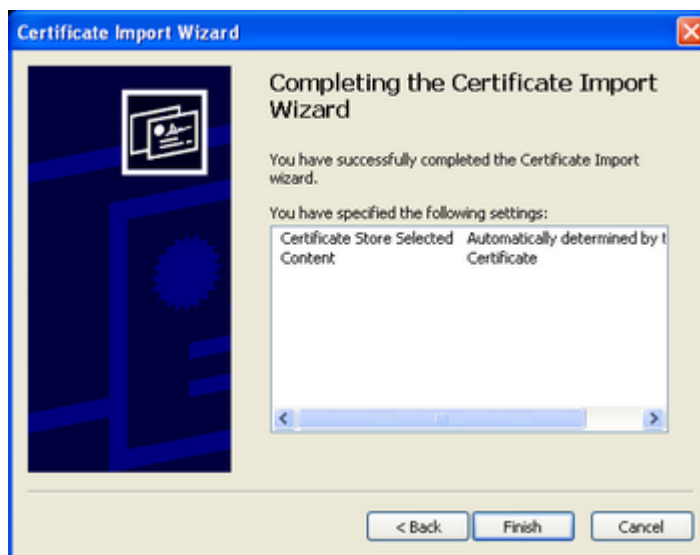 Certificate Import Wizard
Completing the Certificate Import
Wizard
You have successfully completed the Certificate Import
wizard.
You have specified the following settings:
Certificate Store Selected Automatically determined by t
Content Certificate
< Back Finish Cancel